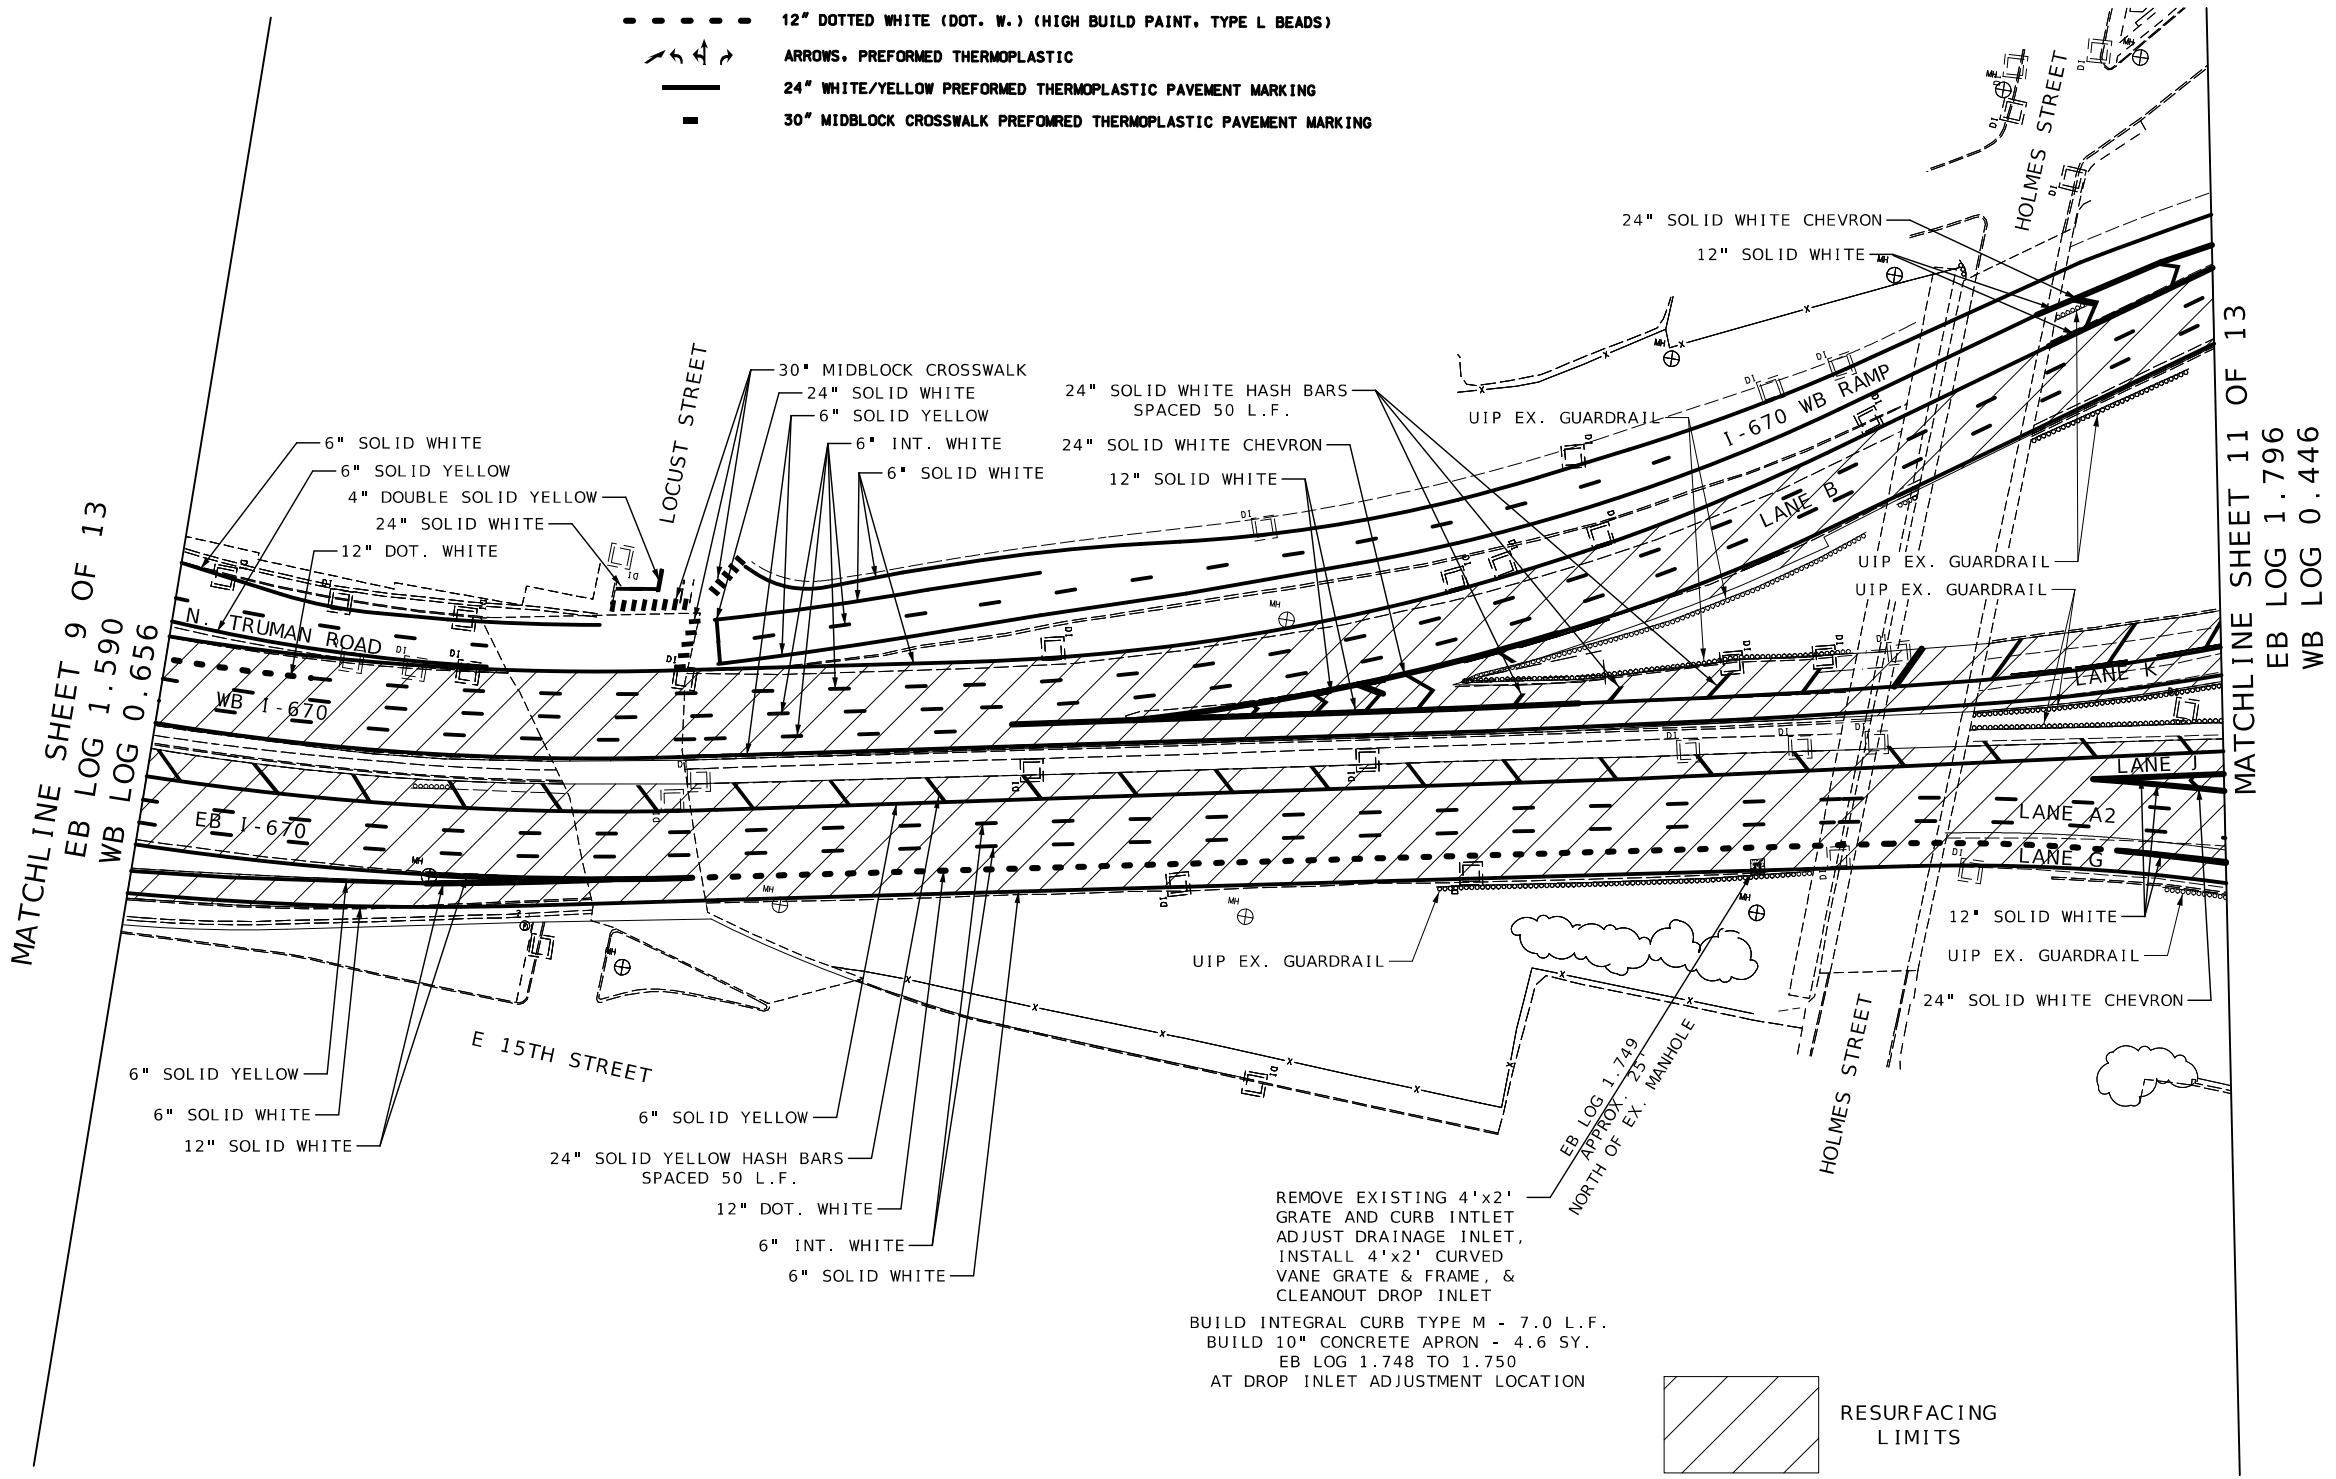 12" DOTTED WHITE (DOT. W.) (HIGH BUILD PAINT, TYPE L BEADS)
ARROWS, PREFORMED THERMOPLASTIC
24" WHITE/YELLOW PREFORMED THERMOPLASTIC PAVEMENT MARKING
30" MIDBLOCK CROSSWALK PREFOMRED THERMOPLASTIC PAVEMENT MARKING
MATCHLINE SHEET 9 OF 13
EB LOG 1.590
WB LOG 0.656
6" SOLID WHITE
6" SOLID YELLOW
4" DOUBLE SOLID YELLOW
24" SOLID WHITE
12" DOT. WHITE
LOCUST STREET
30" MIDBLOCK CROSSWALK
24" SOLID WHITE
6" SOLID YELLOW
6" INT. WHITE
6" SOLID WHITE
24" SOLID WHITE HASH BARS
SPACED 50 L.F.
24" SOLID WHITE CHEVRON
12" SOLID WHITE
UIP EX. GUARDRAIL
24" SOLID WHITE CHEVRON
12" SOLID WHITE
HOLMES STREET
I-670 WB RAMP
LANE B
UIP EX. GUARDRAIL
UIP EX. GUARDRAIL
N. TRUMAN ROAD
WB I-670
EB I-670
LANE K
LANE J
LANE A2
LANE G
MATCHLINE SHEET 11 OF 13
EB LOG 1.796
WB LOG 0.446
12" SOLID WHITE
UIP EX. GUARDRAIL
24" SOLID WHITE CHEVRON
UIP EX. GUARDRAIL
HOLMES STREET
E 15TH STREET
6" SOLID YELLOW
6" SOLID WHITE
12" SOLID WHITE
6" SOLID YELLOW
24" SOLID YELLOW HASH BARS
SPACED 50 L.F.
12" DOT. WHITE
6" INT. WHITE
6" SOLID WHITE
EB LOG 1.749
APPROX. 25'
NORTH OF EX. MANHOLE
REMOVE EXISTING 4'x2'
GRATE AND CURB INTLET
ADJUST DRAINAGE INLET,
INSTALL 4'x2' CURVED
VANE GRATE & FRAME, &
CLEANOUT DROP INLET
BUILD INTEGRAL CURB TYPE M - 7.0 L.F.
BUILD 10" CONCRETE APRON - 4.6 SY.
EB LOG 1.748 TO 1.750
AT DROP INLET ADJUSTMENT LOCATION
RESURFACING
LIMITS